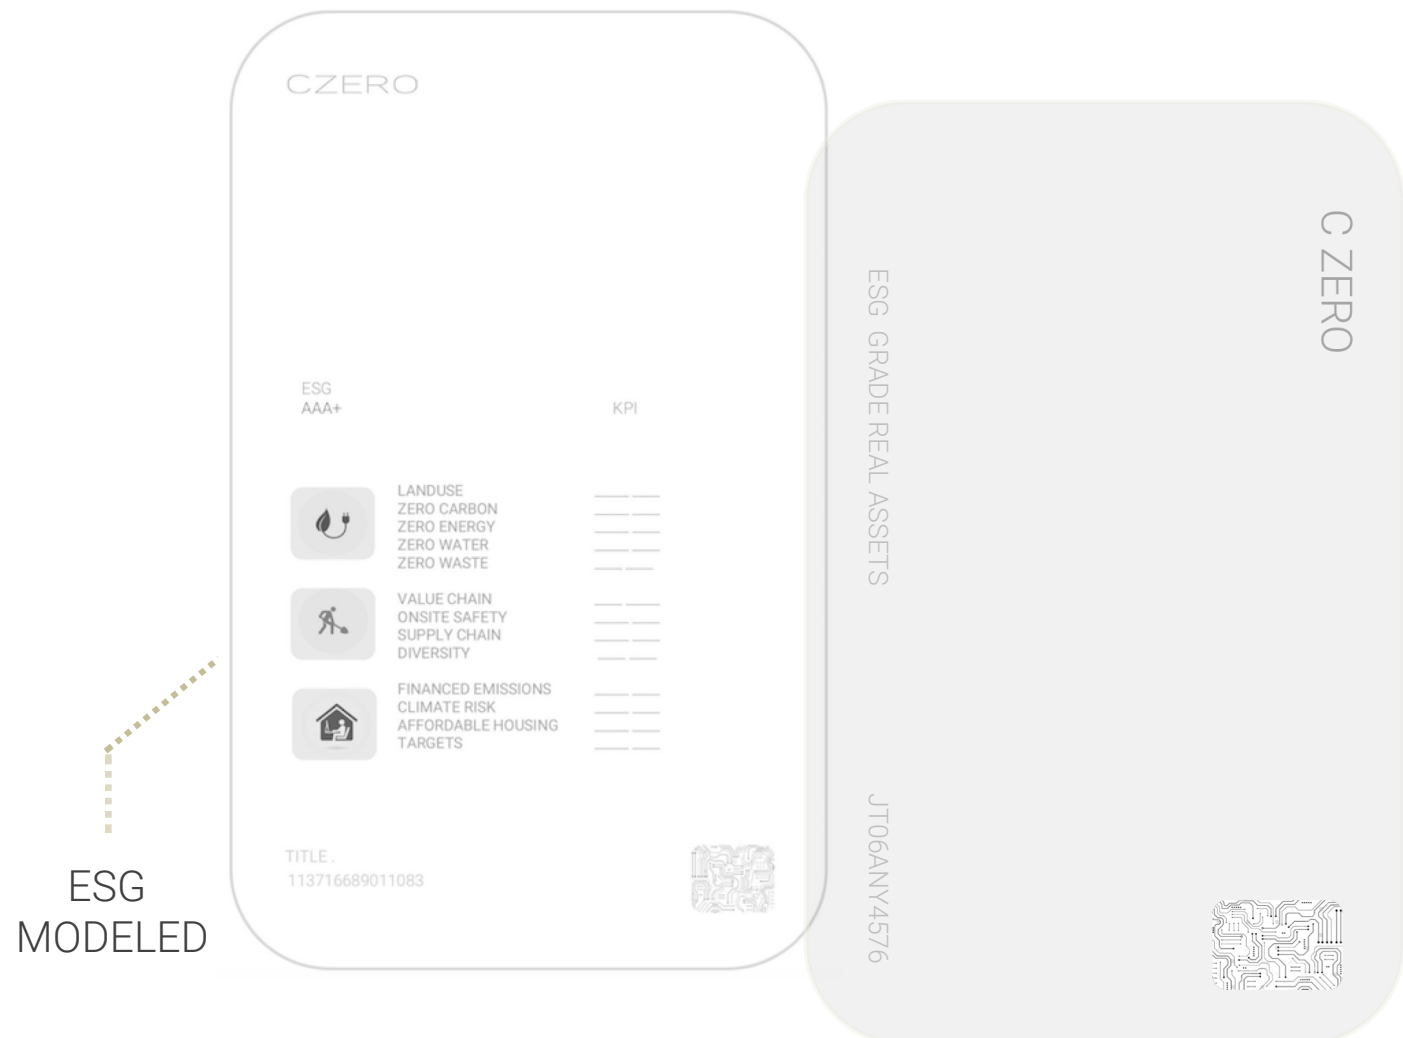 CZERO
ESG
AAA+
KPI
LANDUSE
ZERO CARBON
ZERO ENERGY
ZERO WATER
ZERO WASTE
VALUE CHAIN
ONSITE SAFETY
SUPPLY CHAIN
DIVERSITY
FINANCED EMISSIONS
CLIMATE RISK
AFFORDABLE HOUSING
TARGETS
TITLE .
113716689011083
ESG
MODELED
C ZERO
ESG GRADE REAL ASSETS
JT06ANY4576